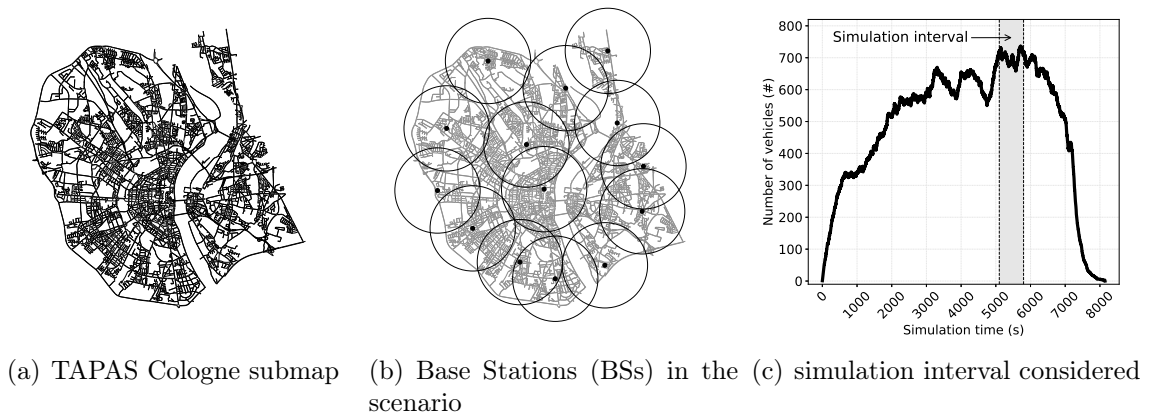 800
700
600
500
400
300
200
100
0
Number of vehicles (#)
Simulation interval
0
1000
2000
3000
4000
5000
6000
7000
8000
Simulation time (s)
(a) TAPAS Cologne submap
(b) Base Stations (BSs) in the
scenario
(c) simulation interval considered